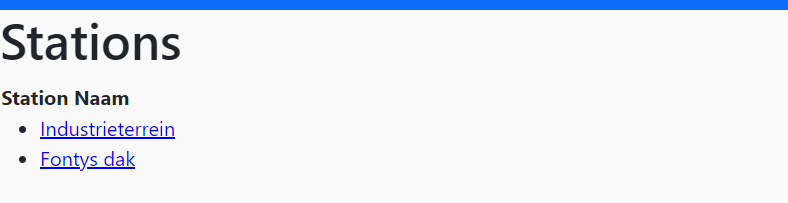 Stations
Station Naam
Industrieterrein
Fontys dak